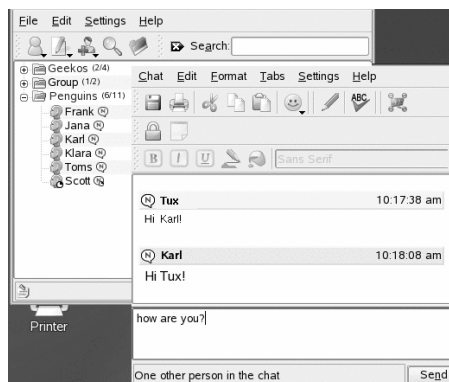 File Edit Settings Help
Search:
Geekos (2/4)
Group (1/2)
Penguins (6/11)
Frank
Jana
Karl
Klara
Toms
Scott
Printer
Chat Edit Format Tabs Settings Help
ABC
B I U Sans Serif
N Tux 10:17:38 am
Hi Karl!
N Karl 10:18:08 am
Hi Tux!
how are you?
One other person in the chat Send